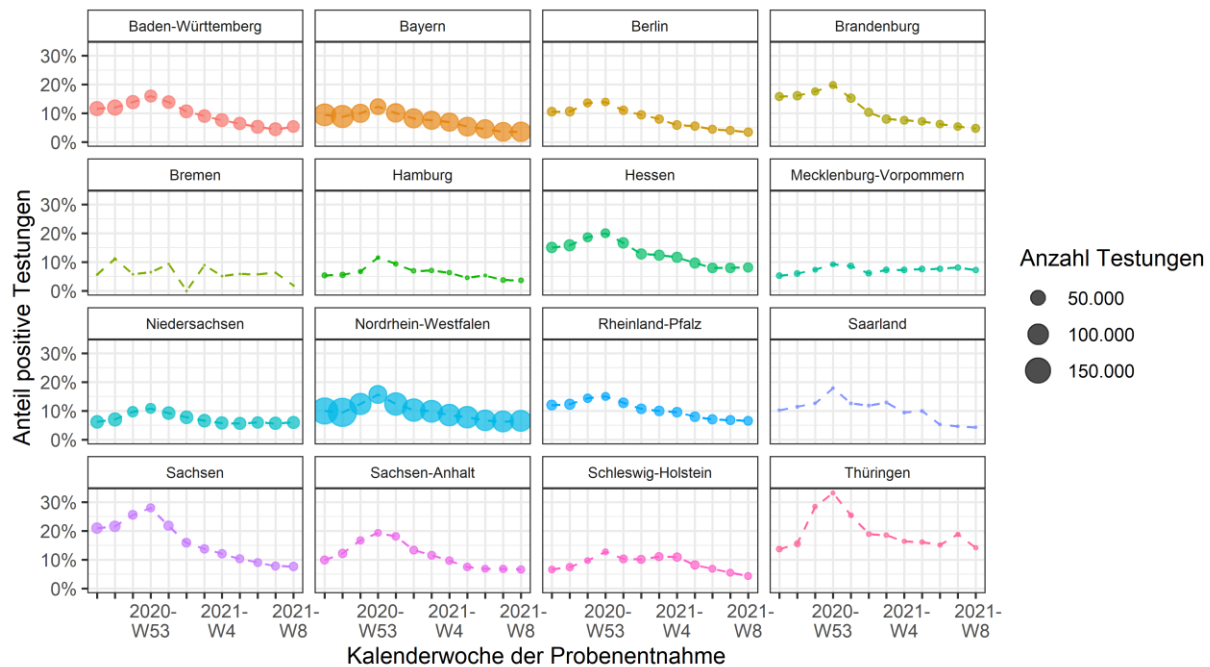 Baden-Württemberg
Bayern
Berlin
Brandenburg
30%
20%
10%
0%
Bremen
Hamburg
Hessen
Mecklenburg-Vorpommern
30%
20%
10%
0%
Niedersachsen
Nordrhein-Westfalen
Rheinland-Pfalz
Saarland
30%
20%
10%
0%
Sachsen
Sachsen-Anhalt
Schleswig-Holstein
Thüringen
30%
20%
10%
0%
2020-
W53
2021-
W4
2021-
W8
2020-
W53
2021-
W4
2021-
W8
2020-
W53
2021-
W4
2021-
W8
2020-
W53
2021-
W4
2021-
W8
Kalenderwoche der Probenentnahme
Anteil positive Testungen
Anzahl Testungen
50.000
100.000
150.000